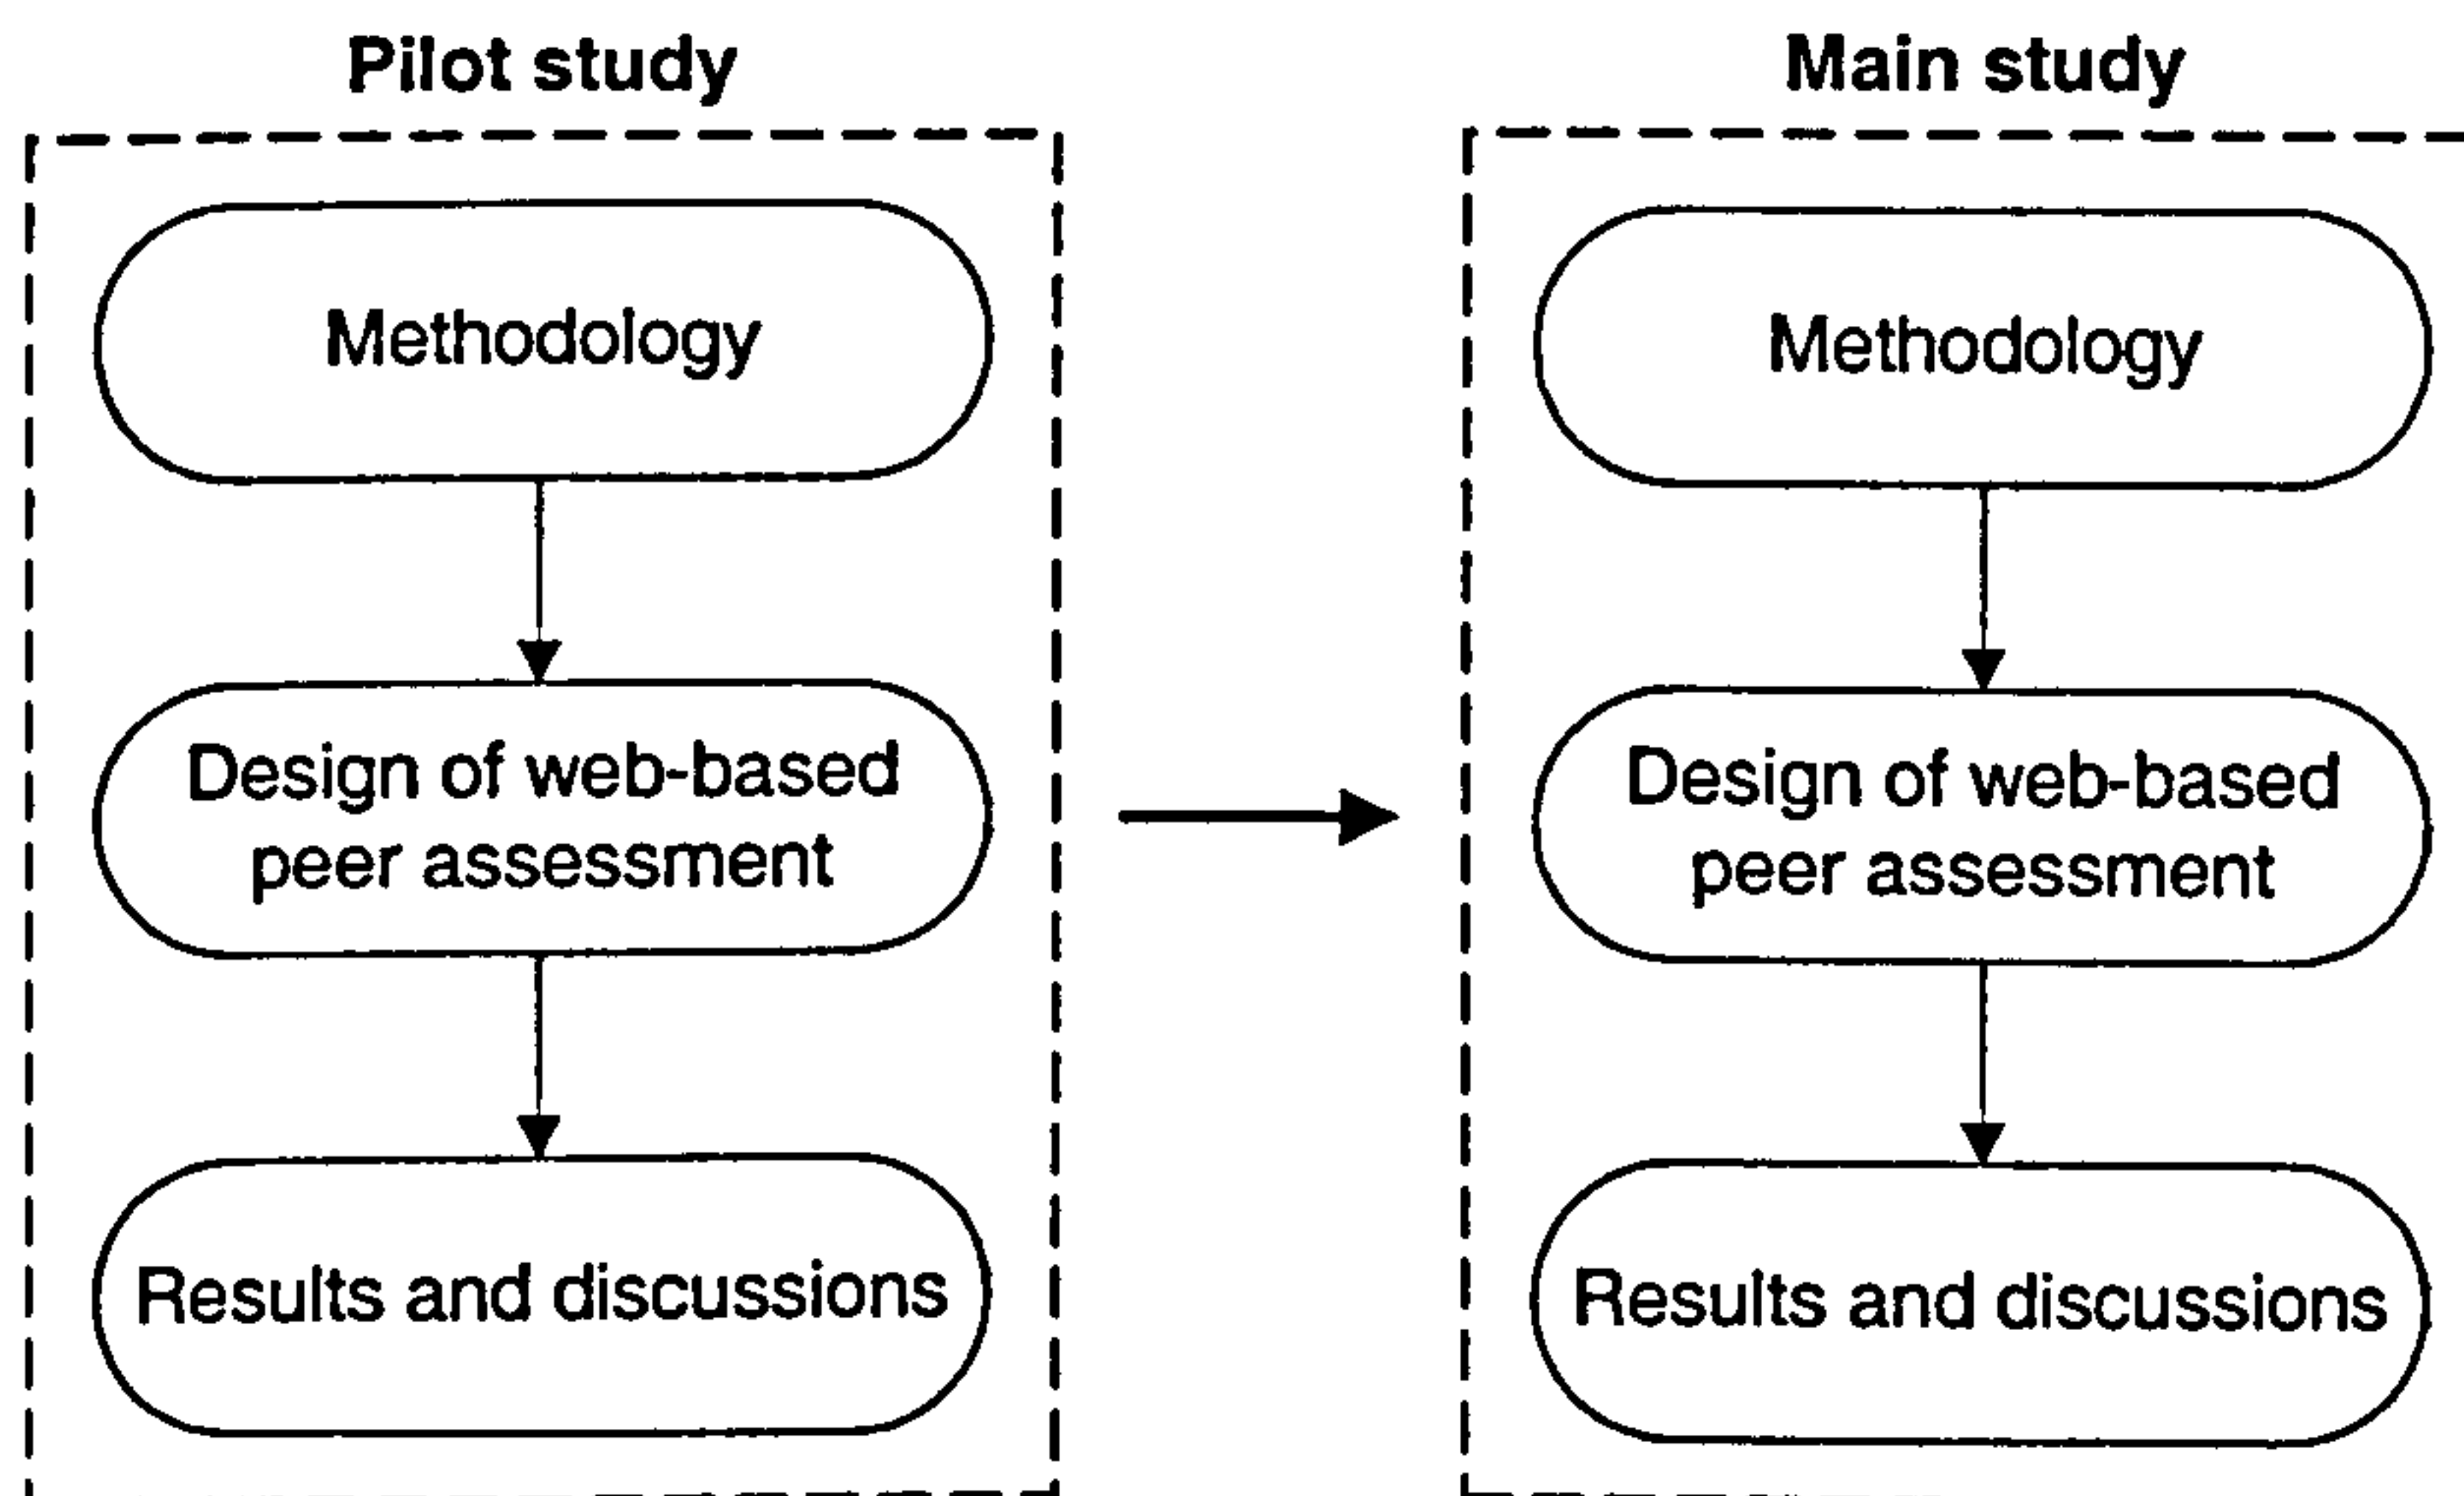 Pilot study
Methodology
Design of web-based
peer assessment
Results and discussions
Main study
Methodology
Design of web-based
peer assessment
Results and discussions